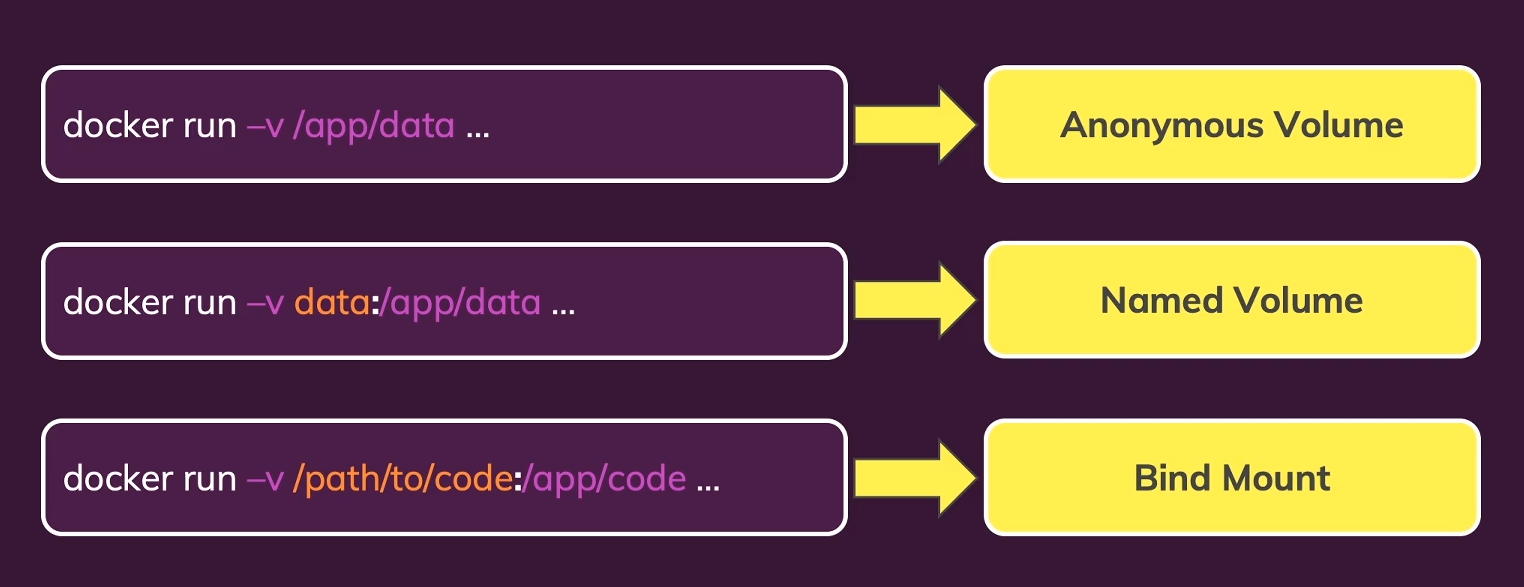 docker run –v /app/data ...
Anonymous Volume
docker run –v data:/app/data ...
Named Volume
docker run –v /path/to/code:/app/code ...
Bind Mount